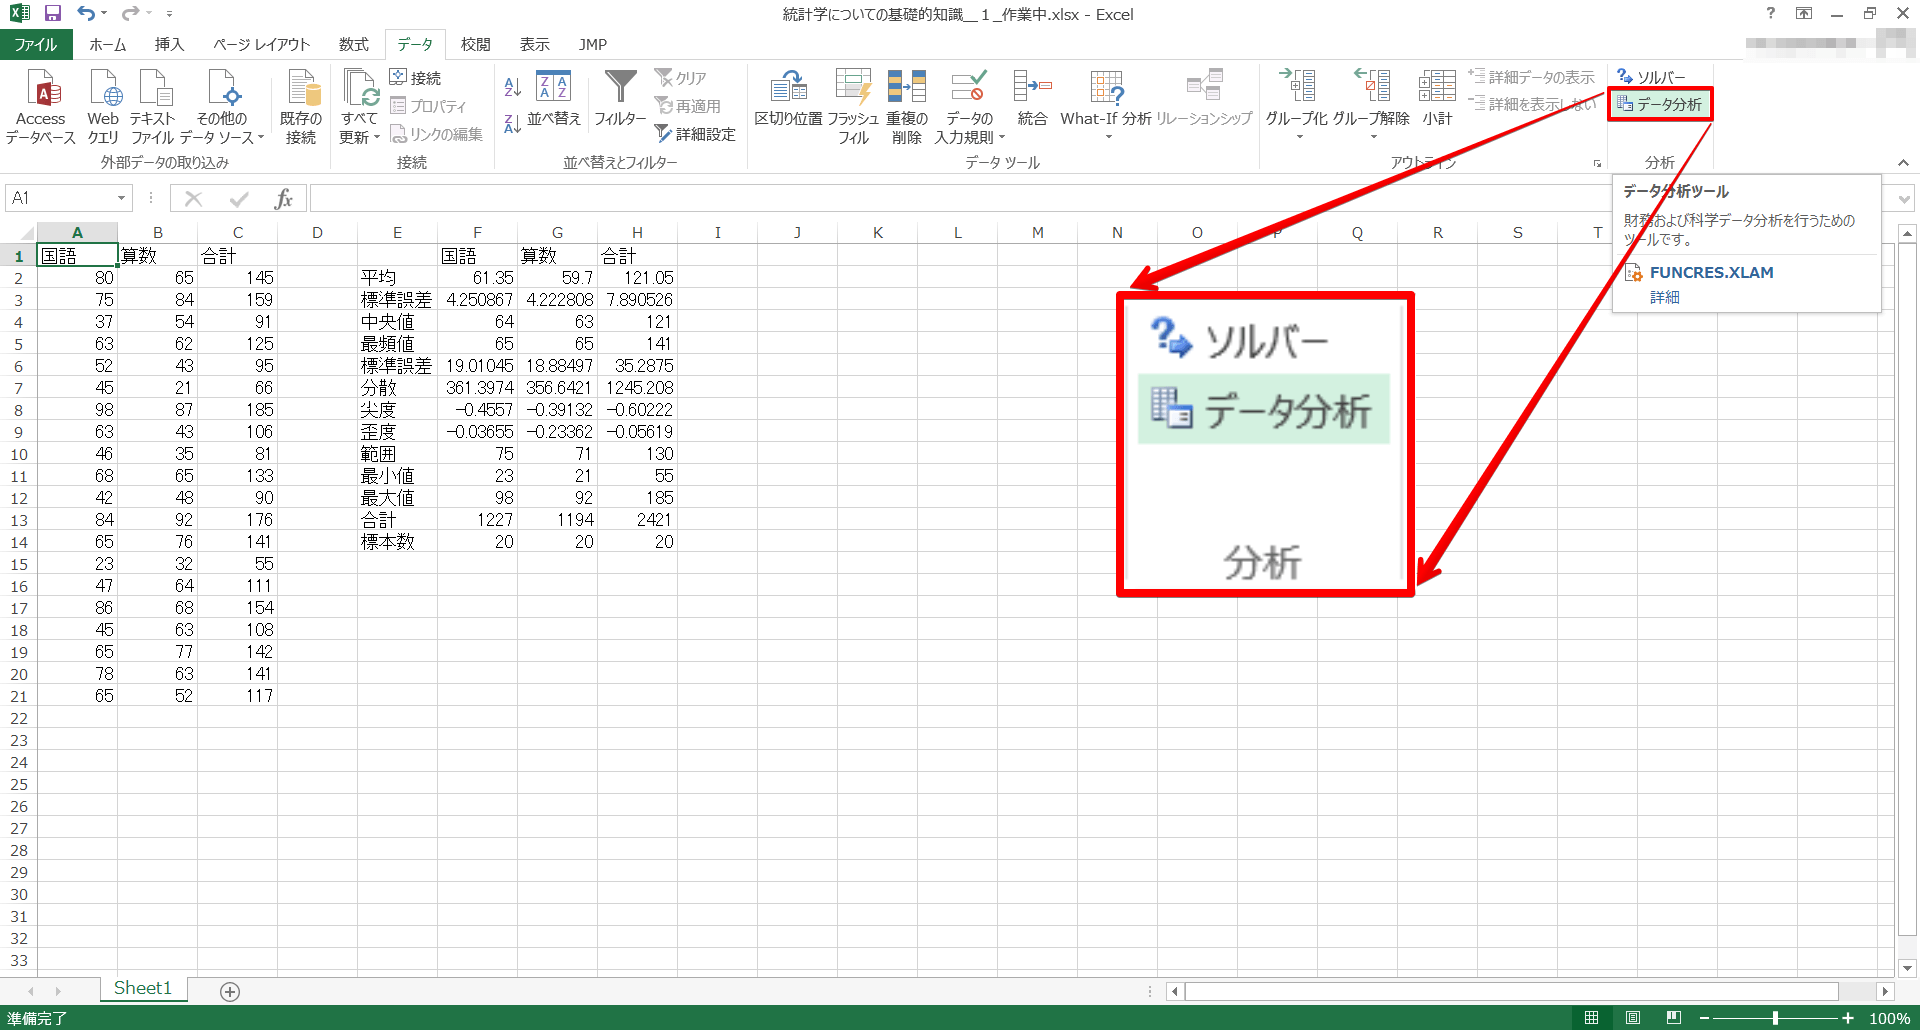 統計学についての基礎的知識__１_作業中.xlsx - Excel
ファイル ホーム 挿入 ページ レイアウト 数式 データ 校閲 表示 JMP
Access データベース
Web クエリ
テキスト ファイル
その他の データ ソース
既存の 接続
外部データの取り込み
すべて 更新
接続
プロパティ
リンクの編集
接続
並べ替え
フィルター
クリア
再適用
詳細設定
並べ替えとフィルター
区切り位置
フラッシュ フィル
重複の 削除
データの 入力規則
統合
What-If 分析
リレーションシップ
データ ツール
グループ化
グループ解除
小計
詳細データの表示
詳細を表示しない
アウトライン
ソルバー
データ分析
分析
A1
fx
データ分析ツール
財務および科学データ分析を行うための
ツールです。
FUNCRES.XLAM
詳細
A B C D E F G H I J K L M N O P Q R S T
1 国語 算数 合計 国語 算数 合計
2 80 65 145 平均 61.35 59.7 121.05
3 75 84 159 標準誤差 4.250867 4.222808 7.890526
4 37 54 91 中央値 64 63 121
5 63 62 125 最頻値 65 65 141
6 52 43 95 標準誤差 19.01045 18.88497 35.2875
7 45 21 66 分散 361.3974 356.6421 1245.208
8 98 87 185 尖度 -0.4557 -0.39132 -0.60222
9 63 43 106 歪度 -0.03655 -0.23362 -0.05619
10 46 35 81 範囲 75 71 130
11 68 65 133 最小値 23 21 55
12 42 48 90 最大値 98 92 185
13 84 92 176 合計 1227 1194 2421
14 65 76 141 標本数 20 20 20
15 23 32 55
16 47 64 111
17 86 68 154
18 45 63 108
19 65 77 142
20 78 63 141
21 65 52 117
22
23
24
25
26
27
28
29
30
31
32
33
ソルバー
データ分析
分析
Sheet1
準備完了
100%